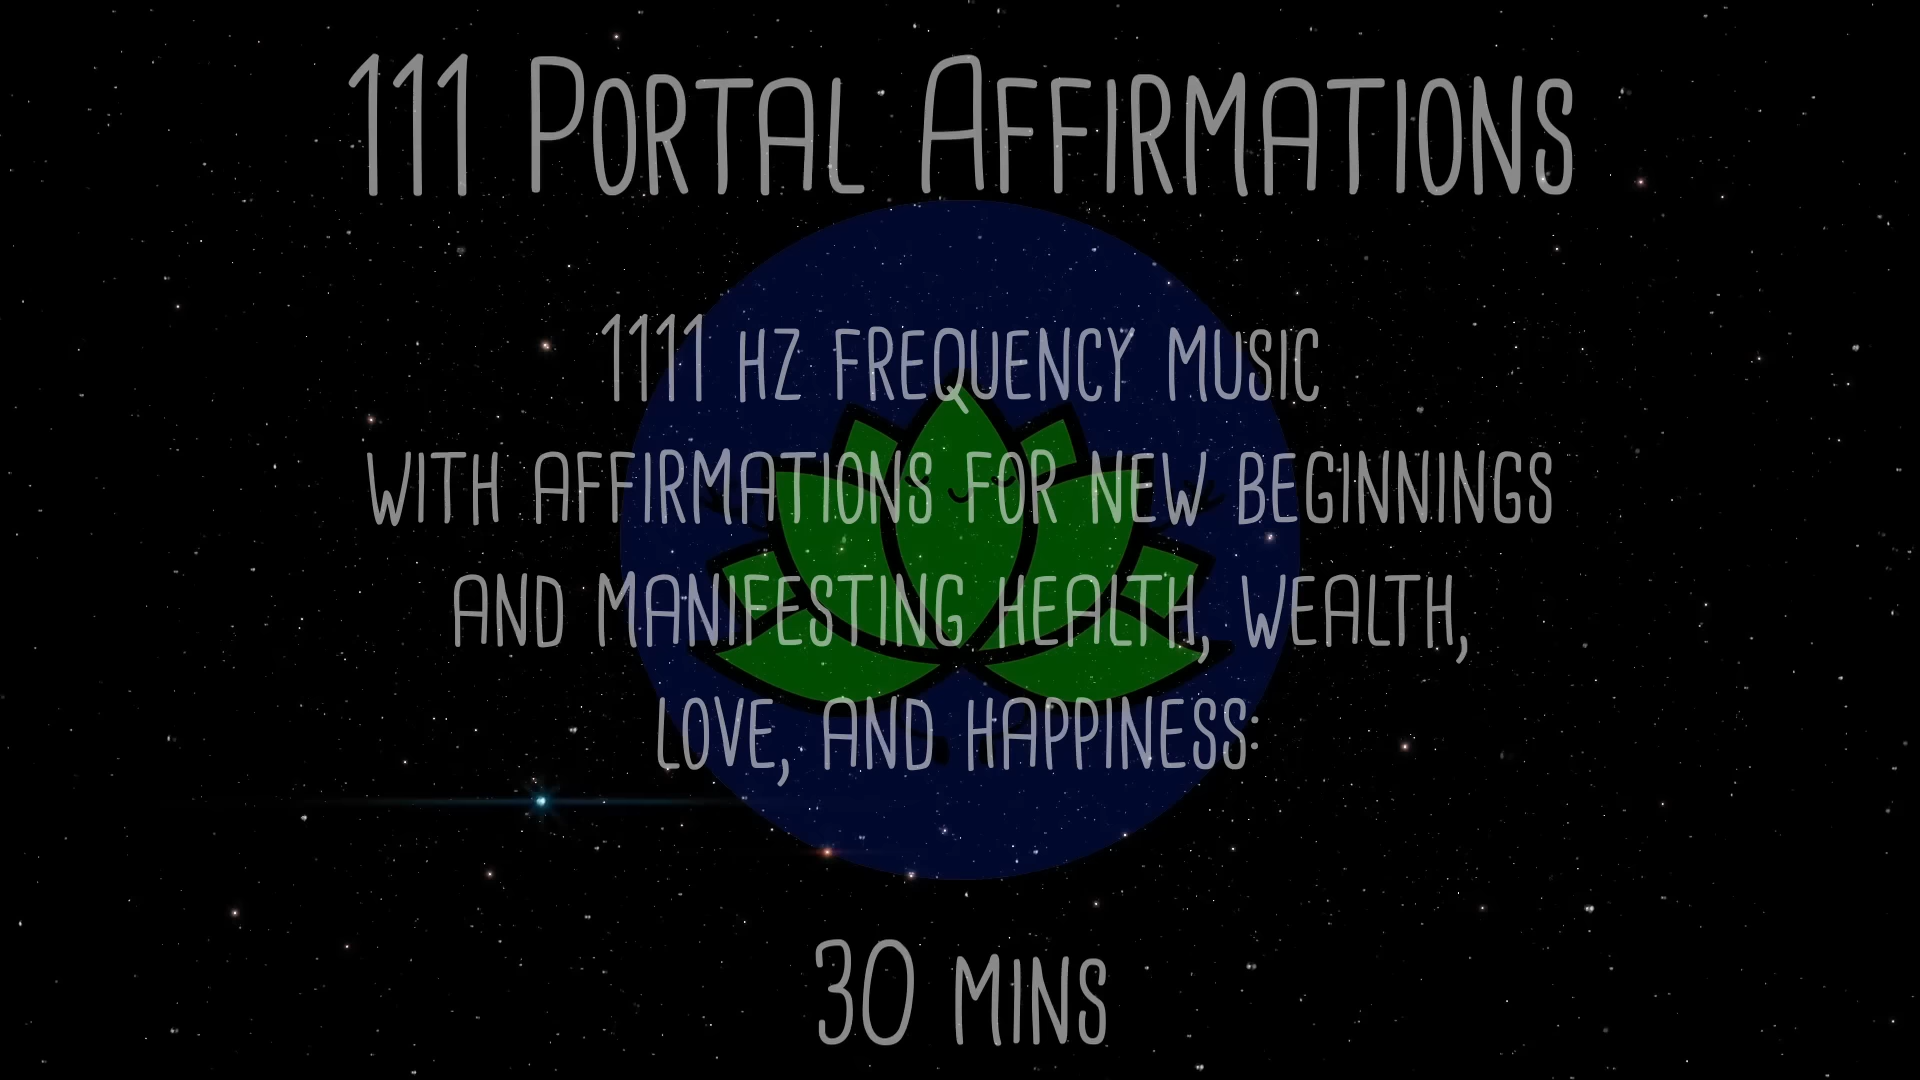 111 Portal Affirmations
1111 hz frequency music
with affirmations for new beginnings
and manifesting health, wealth,
love, and happiness:
30 mins